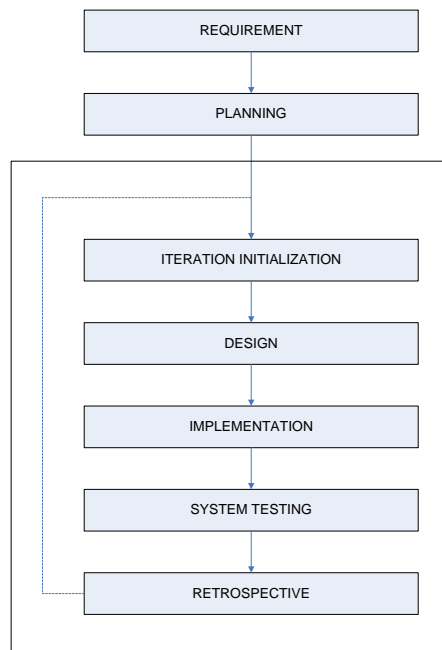 REQUIREMENT
PLANNING
ITERATION INITIALIZATION
DESIGN
IMPLEMENTATION
SYSTEM TESTING
RETROSPECTIVE